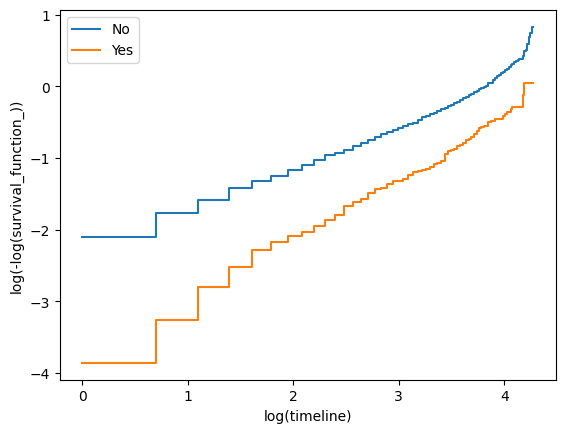 No
Yes
1
0
−1
−2
−3
−4
log(-log(survival_function_))
0
1
2
3
4
log(timeline)